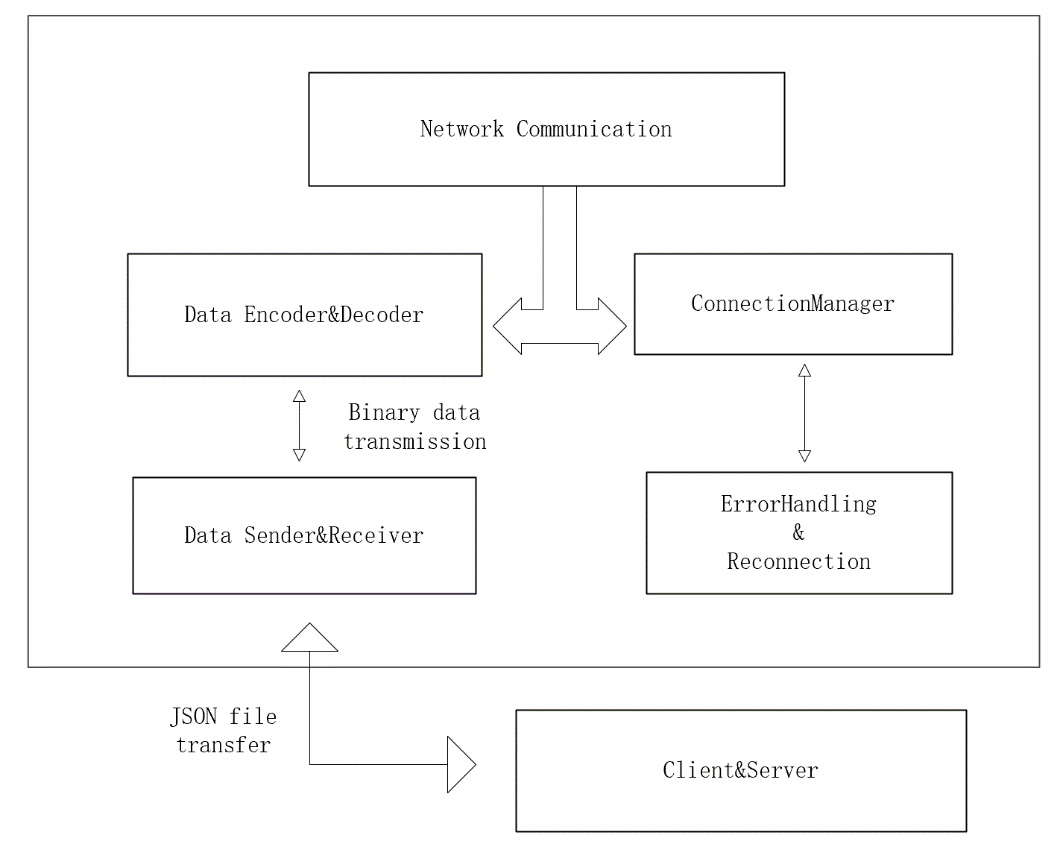 Network Communication
Data Encoder&Decoder
ConnectionManager
Binary data
transmission
Data Sender&Receiver
ErrorHandling
&
Reconnection
JSON file
transfer
Client&Server